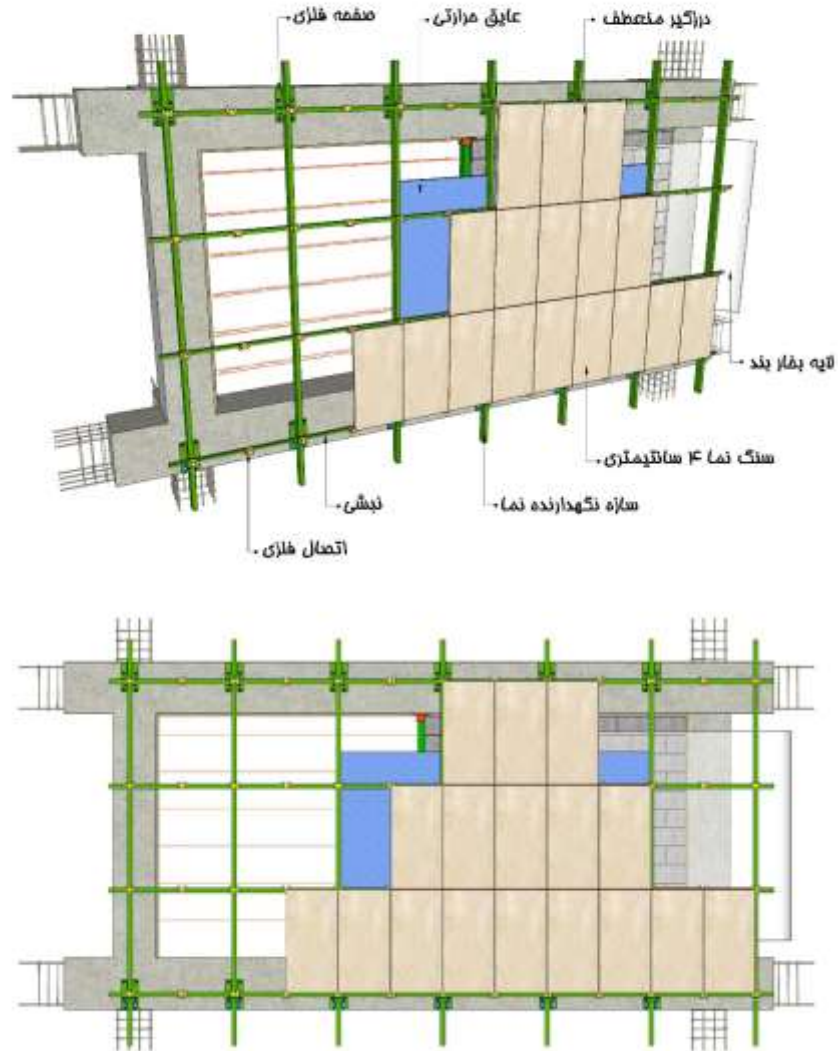 درزگیر منعطف
عایق حرارتی
صفحه فلزی
لایه بخار بند
سنگ نما ۴ سانتیمتری
سازه نگهدارنده نما
نبشی
اتصال فلزی